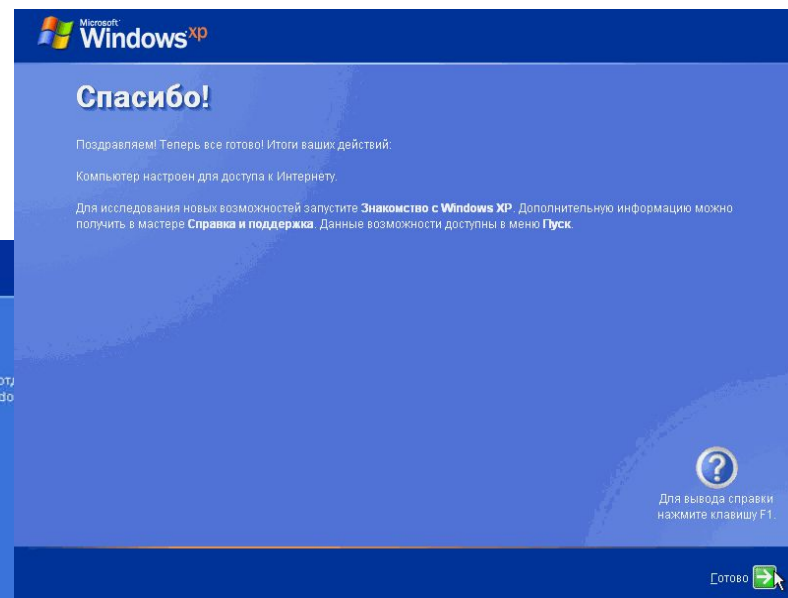 Microsoft
Windows xp
Спасибо!
Поздравляем! Теперь все готово! Итоги ваших действий:
Компьютер настроен для доступа к Интернету.
Для исследования новых возможностей запустите Знакомство с Windows XP. Дополнительную информацию можно
получить в мастере Справка и поддержка. Данные возможности доступны в меню Пуск.
Для вывода справки
нажмите клавишу F1.
Готово